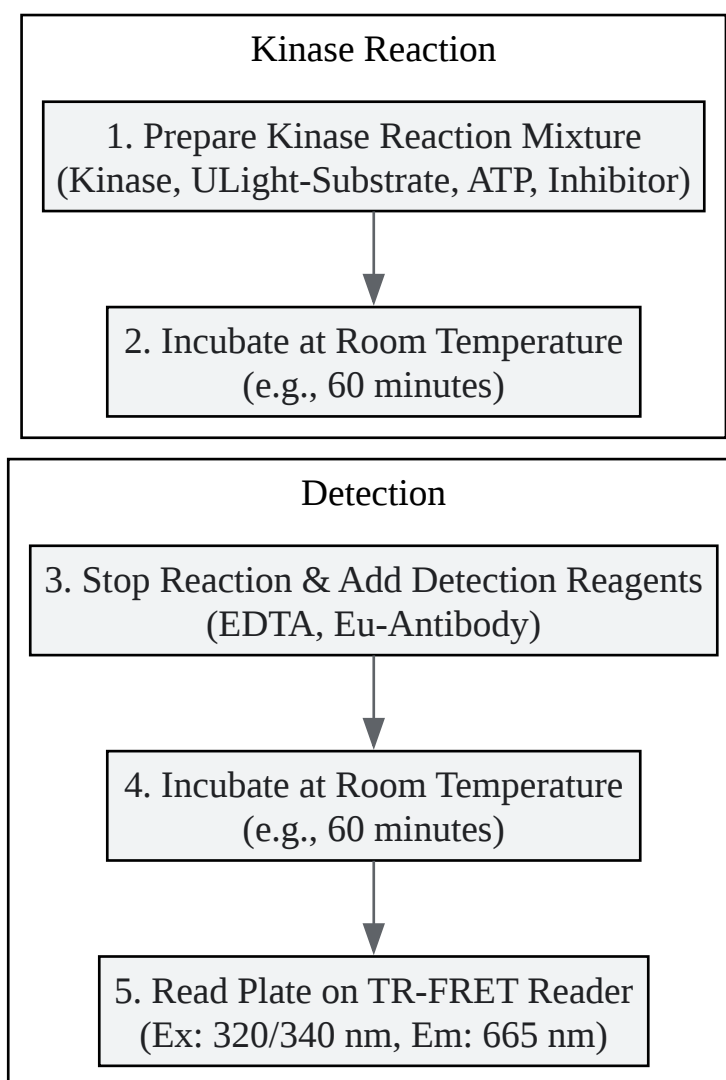 Kinase Reaction
1. Prepare Kinase Reaction Mixture
(Kinase, ULight-Substrate, ATP, Inhibitor)
2. Incubate at Room Temperature
(e.g., 60 minutes)
Detection
3. Stop Reaction & Add Detection Reagents
(EDTA, Eu-Antibody)
4. Incubate at Room Temperature
(e.g., 60 minutes)
5. Read Plate on TR-FRET Reader
(Ex: 320/340 nm, Em: 665 nm)